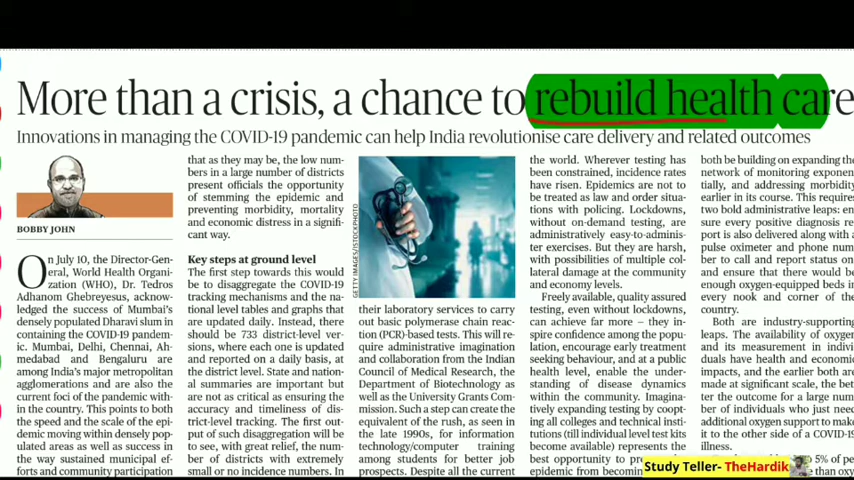 More than a crisis, a chance to rebuild health care
Innovations in managing the COVID-19 pandemic can help India revolutionise care delivery and related outcomes
BOBBY JOHN
On July 10, the Director-Gen-
eral, World Health Organi-
zation (WHO), Dr. Tedros
Adhanom Ghebreyesus, acknow-
ledged the success of Mumbai's
densely populated Dharavi slum in
containing the COVID-19 pandem-
ic. Mumbai, Delhi, Chennai, Ah-
medabad and Bengaluru are
among India's major metropolitan
agglomerations and are also the
current foci of the pandemic with-
in the country. This points to both
the speed and the scale of the epi-
demic moving within densely pop-
ulated areas as well as success in
the way sustained municipal ef-
forts and community participation
that as they may be, the low num-
bers in a large number of districts
present officials the opportunity
of stemming the epidemic and
preventing morbidity, mortality
and economic distress in a signifi-
cant way.
Key steps at ground level
The first step towards this would
be to disaggregate the COVID-19
tracking mechanisms and the na-
tional level tables and graphs that
are updated daily. Instead, there
should be 733 district-level ver-
sions, where each one is updated
and reported on a daily basis, at
the district level. State and nation-
al summaries are important but
are not as critical as ensuring the
accuracy and timeliness of dis-
trict-level tracking. The first out-
put of such disaggregation will be
to see, with great relief, the num-
ber of districts with extremely
small or no incidence numbers. In
GETTY IMAGES/ISTOCKPHOTO
their laboratory services to carry
out basic polymerase chain reac-
tion (PCR)-based tests. This will re-
quire administrative imagination
and collaboration from the Indian
Council of Medical Research, the
Department of Biotechnology as
well as the University Grants Com-
mission. Such a step can create the
equivalent of the rush, as seen in
the late 1990s, for information
technology/computer training
among students for better job
prospects. Despite all the current
the world. Wherever testing has
been constrained, incidence rates
have risen. Epidemics are not to
be treated as law and order situa-
tions with policing. Lockdowns,
without on-demand testing, are
administratively easy-to-adminis-
ter exercises. But they are harsh,
with possibilities of multiple col-
lateral damage at the community
and economy levels.
Freely available, quality assured
testing, even without lockdowns,
can achieve far more – they in-
spire confidence among the popu-
lation, encourage early treatment
seeking behaviour, and at a public
health level, enable the under-
standing of disease dynamics
within the community. Imagina-
tively expanding testing by coopt-
ing all colleges and technical insti-
tutions (till individual level test kits
become available) represents the
best opportunity to
epidemic from
both be building on expanding the
network of monitoring exponen-
tially, and addressing morbidity
earlier in its course. This requires
two bold administrative leaps: en-
sure every positive diagnosis re-
port is also delivered along with a
pulse oximeter and phone num-
ber to call and report status on
and ensure that there would be
enough oxygen-equipped beds in
every nook and corner of the
country.
Both are industry-supporting
leaps. The availability of oxygen
and its measurement in indivi-
duals have health and economic
impacts, and the earlier both are
made at significant scale, the bet-
ter the outcome for a large num-
ber of individuals who just need
additional oxygen support to make
it to the other side of a COVID-19
illness.
5% of
Study Teller- TheHardik